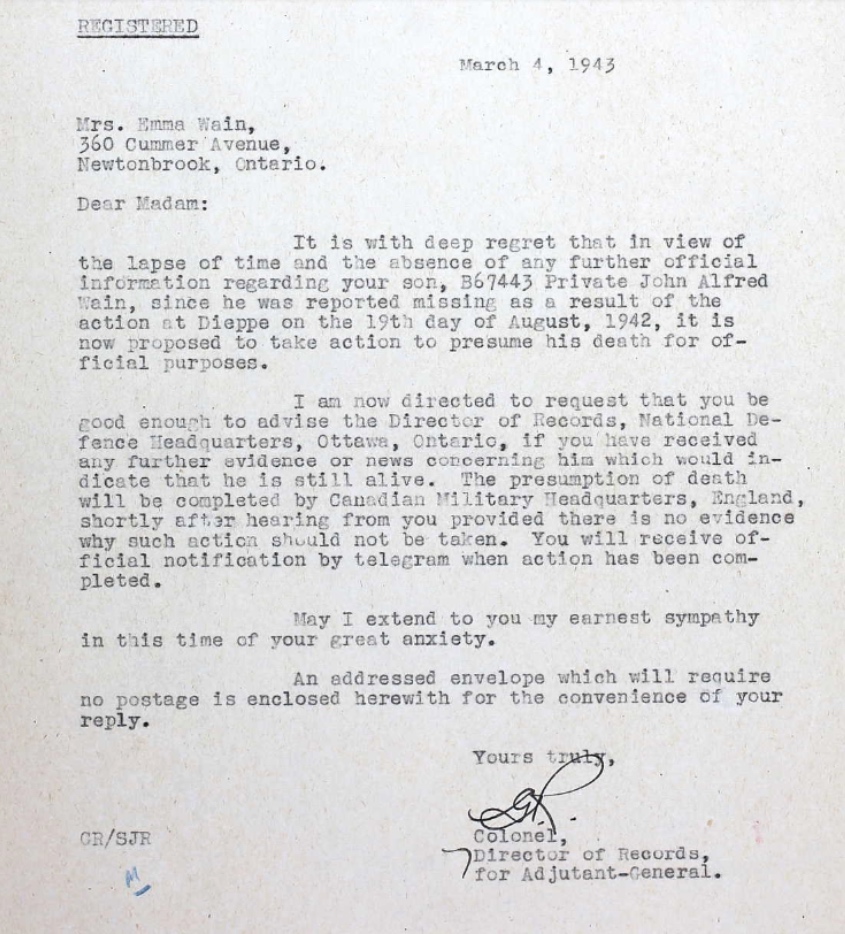 REGISTERED
March 4, 1943
Mrs. Emma Wain,
360 Cummer Avenue,
Newtonbrook, Ontario.
Dear Madam:
It is with deep regret that in view of
the lapse of time and the absence of any further official
information regarding your son, B67443 Private John Alfred
Wain, since he was reported missing as a result of the
action at Dieppe on the 19th day of August, 1942, it is
now proposed to take action to presume his death for of-
ficial purposes.
I am now directed to request that you be
good enough to advise the Director of Records, National De-
fence Headquarters, Ottawa, Ontario, if you have received
any further evidence or news concerning him which would in-
dicate that he is still alive. The presumption of death
will be completed by Canadian Military Headquarters, England,
shortly after hearing from you provided there is no evidence
why such action should not be taken. You will receive of-
ficial notification by telegram when action has been com-
pleted.
May I extend to you my earnest sympathy
in this time of your great anxiety.
An addressed envelope which will require
no postage is enclosed herewith for the convenience of your
reply.
Yours truly,
Colonel,
CR/SJR
Director of Records,
for Adjutant-General.